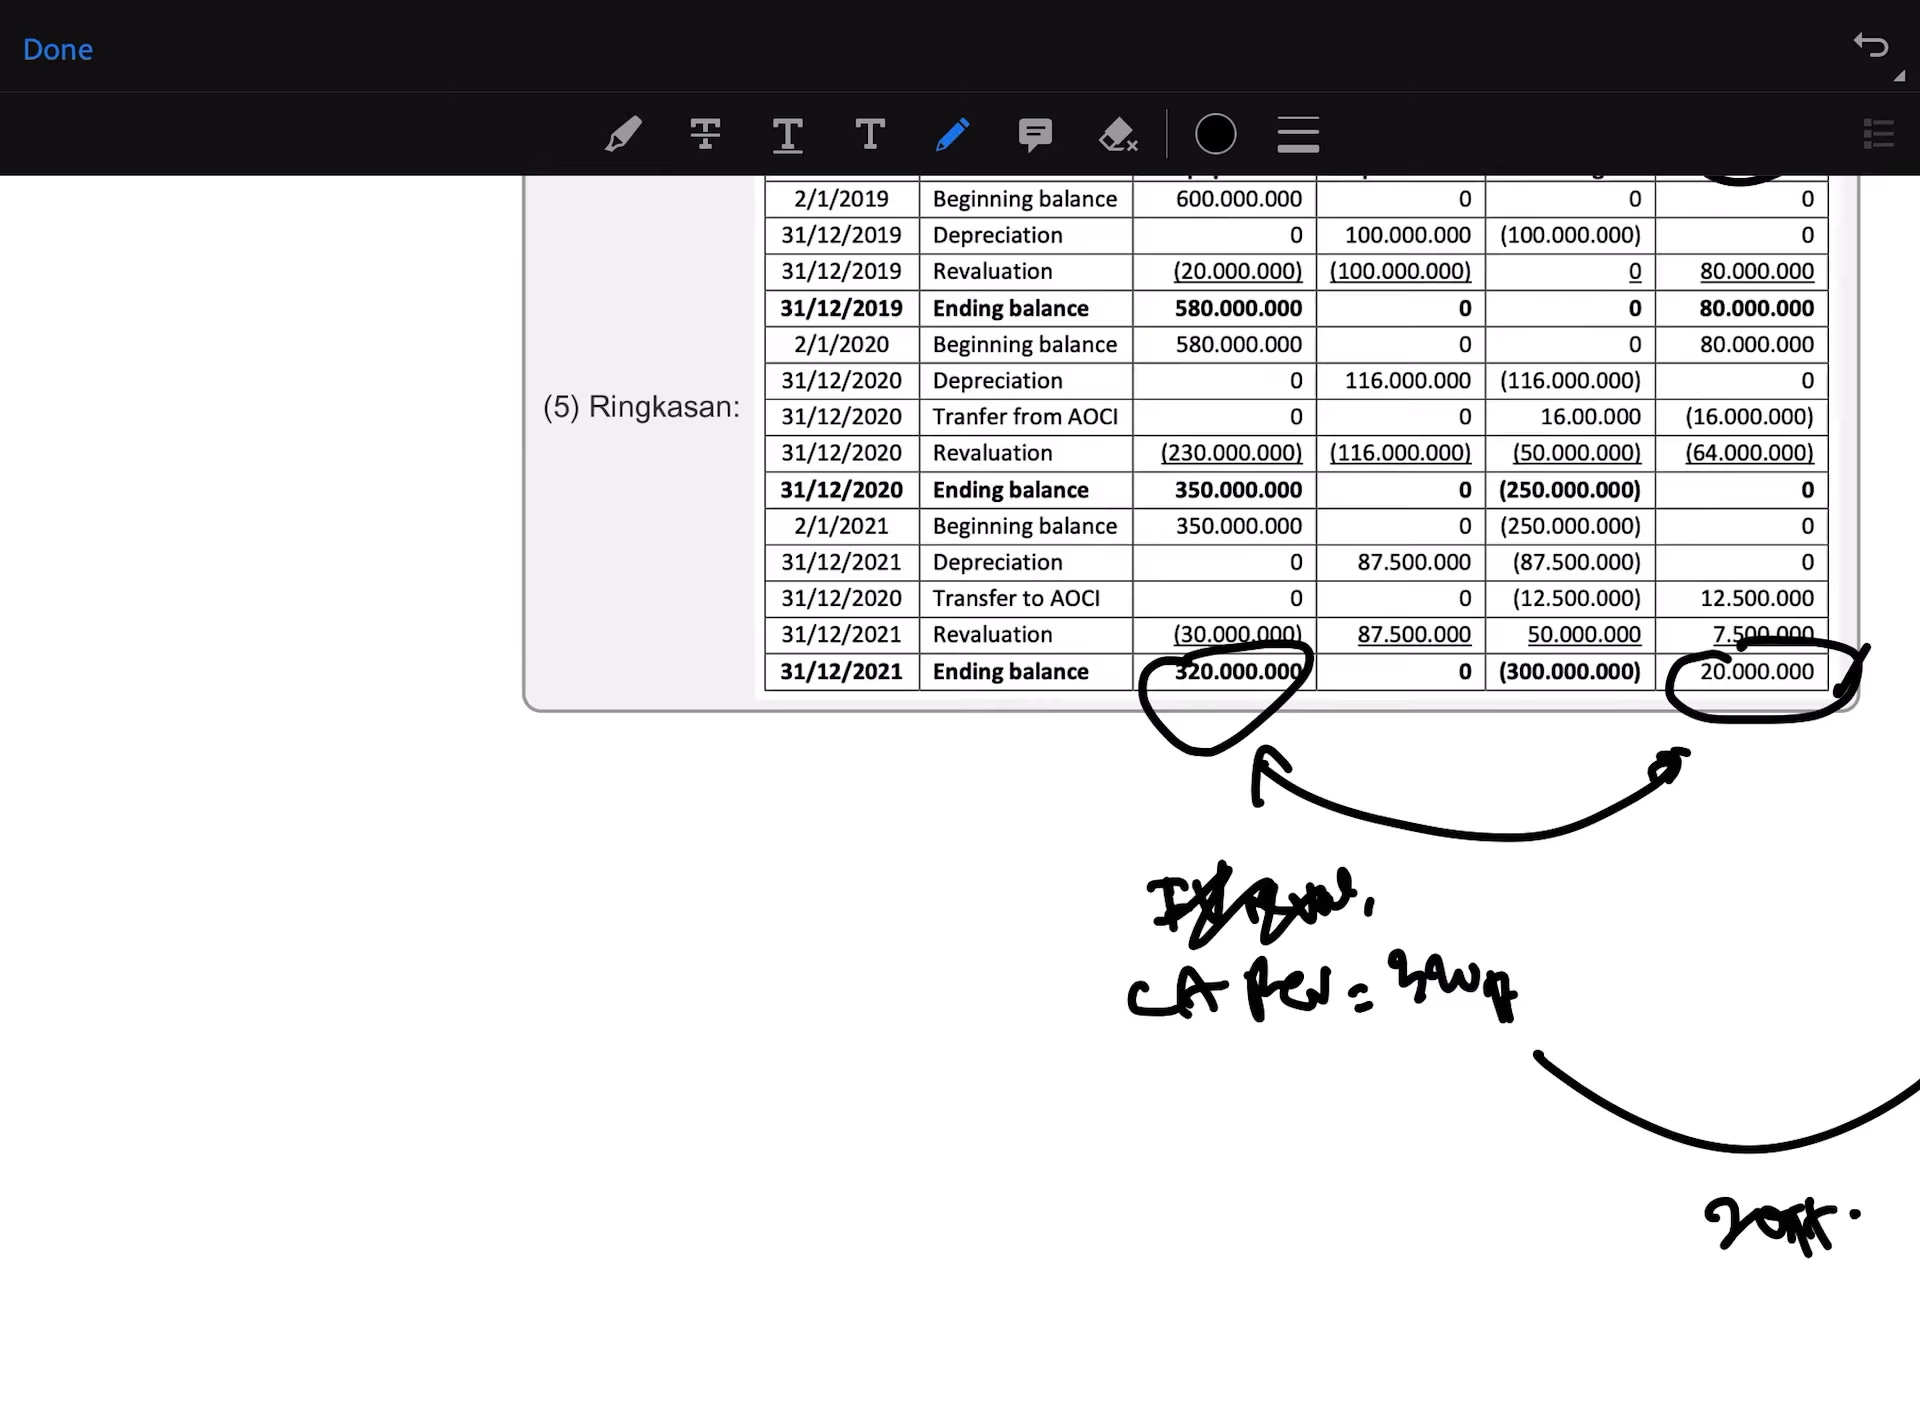 Done
2/1/2019 Beginning balance 600.000.000 0 0 0
31/12/2019 Depreciation 0 100.000.000 (100.000.000) 0
31/12/2019 Revaluation (20.000.000) (100.000.000) 0 80.000.000
31/12/2019 Ending balance 580.000.000 0 0 80.000.000
2/1/2020 Beginning balance 580.000.000 0 0 80.000.000
31/12/2020 Depreciation 0 116.000.000 (116.000.000) 0
(5) Ringkasan:
31/12/2020 Tranfer from AOCI 0 0 16.00.000 (16.000.000)
31/12/2020 Revaluation (230.000.000) (116.000.000) (50.000.000) (64.000.000)
31/12/2020 Ending balance 350.000.000 0 (250.000.000) 0
2/1/2021 Beginning balance 350.000.000 0 (250.000.000) 0
31/12/2021 Depreciation 0 87.500.000 (87.500.000) 0
31/12/2020 Transfer to AOCI 0 0 (12.500.000) 12.500.000
31/12/2021 Revaluation (30.000.000) 87.500.000 50.000.000 7.500.000
31/12/2021 Ending balance 320.000.000 0 (300.000.000) 20.000.000
CA Rev =